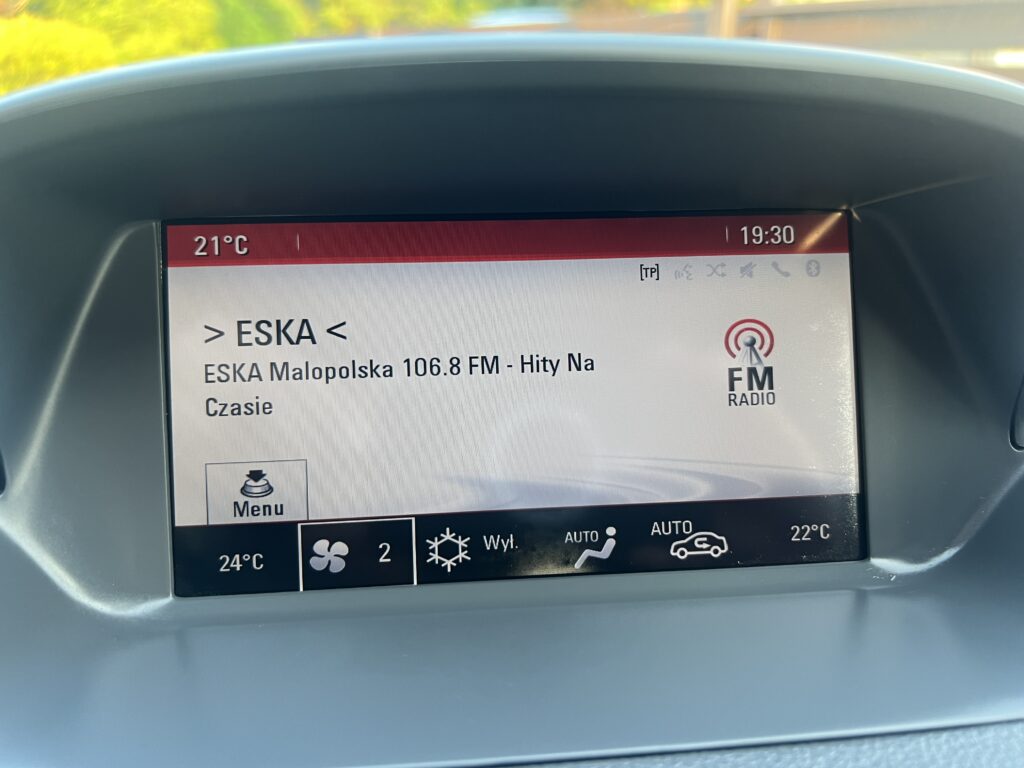 21°C
19:30
[TP]
> ESKA <
ESKA Malopolska 106.8 FM - Hity Na
Czasie
FM
RADIO
Menu
24°C
2
Wył.
AUTO
AUTO
22°C